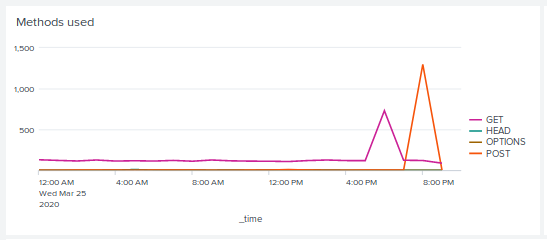 Methods used
1,500
1,000
500
GET
HEAD
OPTIONS
POST
12:00 AM 4:00 AM 8:00 AM 12:00 PM 4:00 PM 8:00 PM
Wed Mar 25
2020
_time